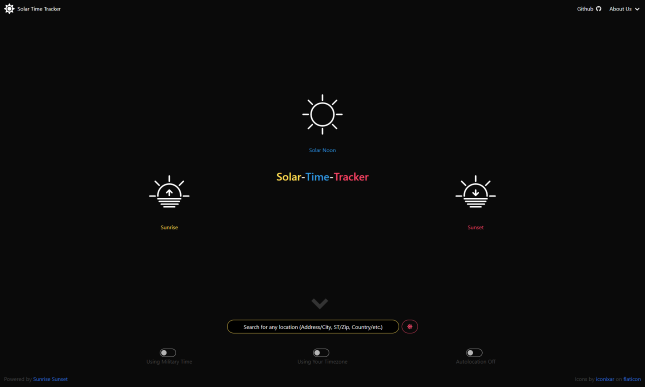 Solar Time Tracker
Github
About Us
Solar Noon
Solar-Time-Tracker
Sunrise
Sunset
Search for any location (Address/City, ST/Zip, Country/etc.)
Using Military Time
Using Your Timezone
Autolocation Off
Powered by Sunrise Sunset
Icons by Iconban on flaticon